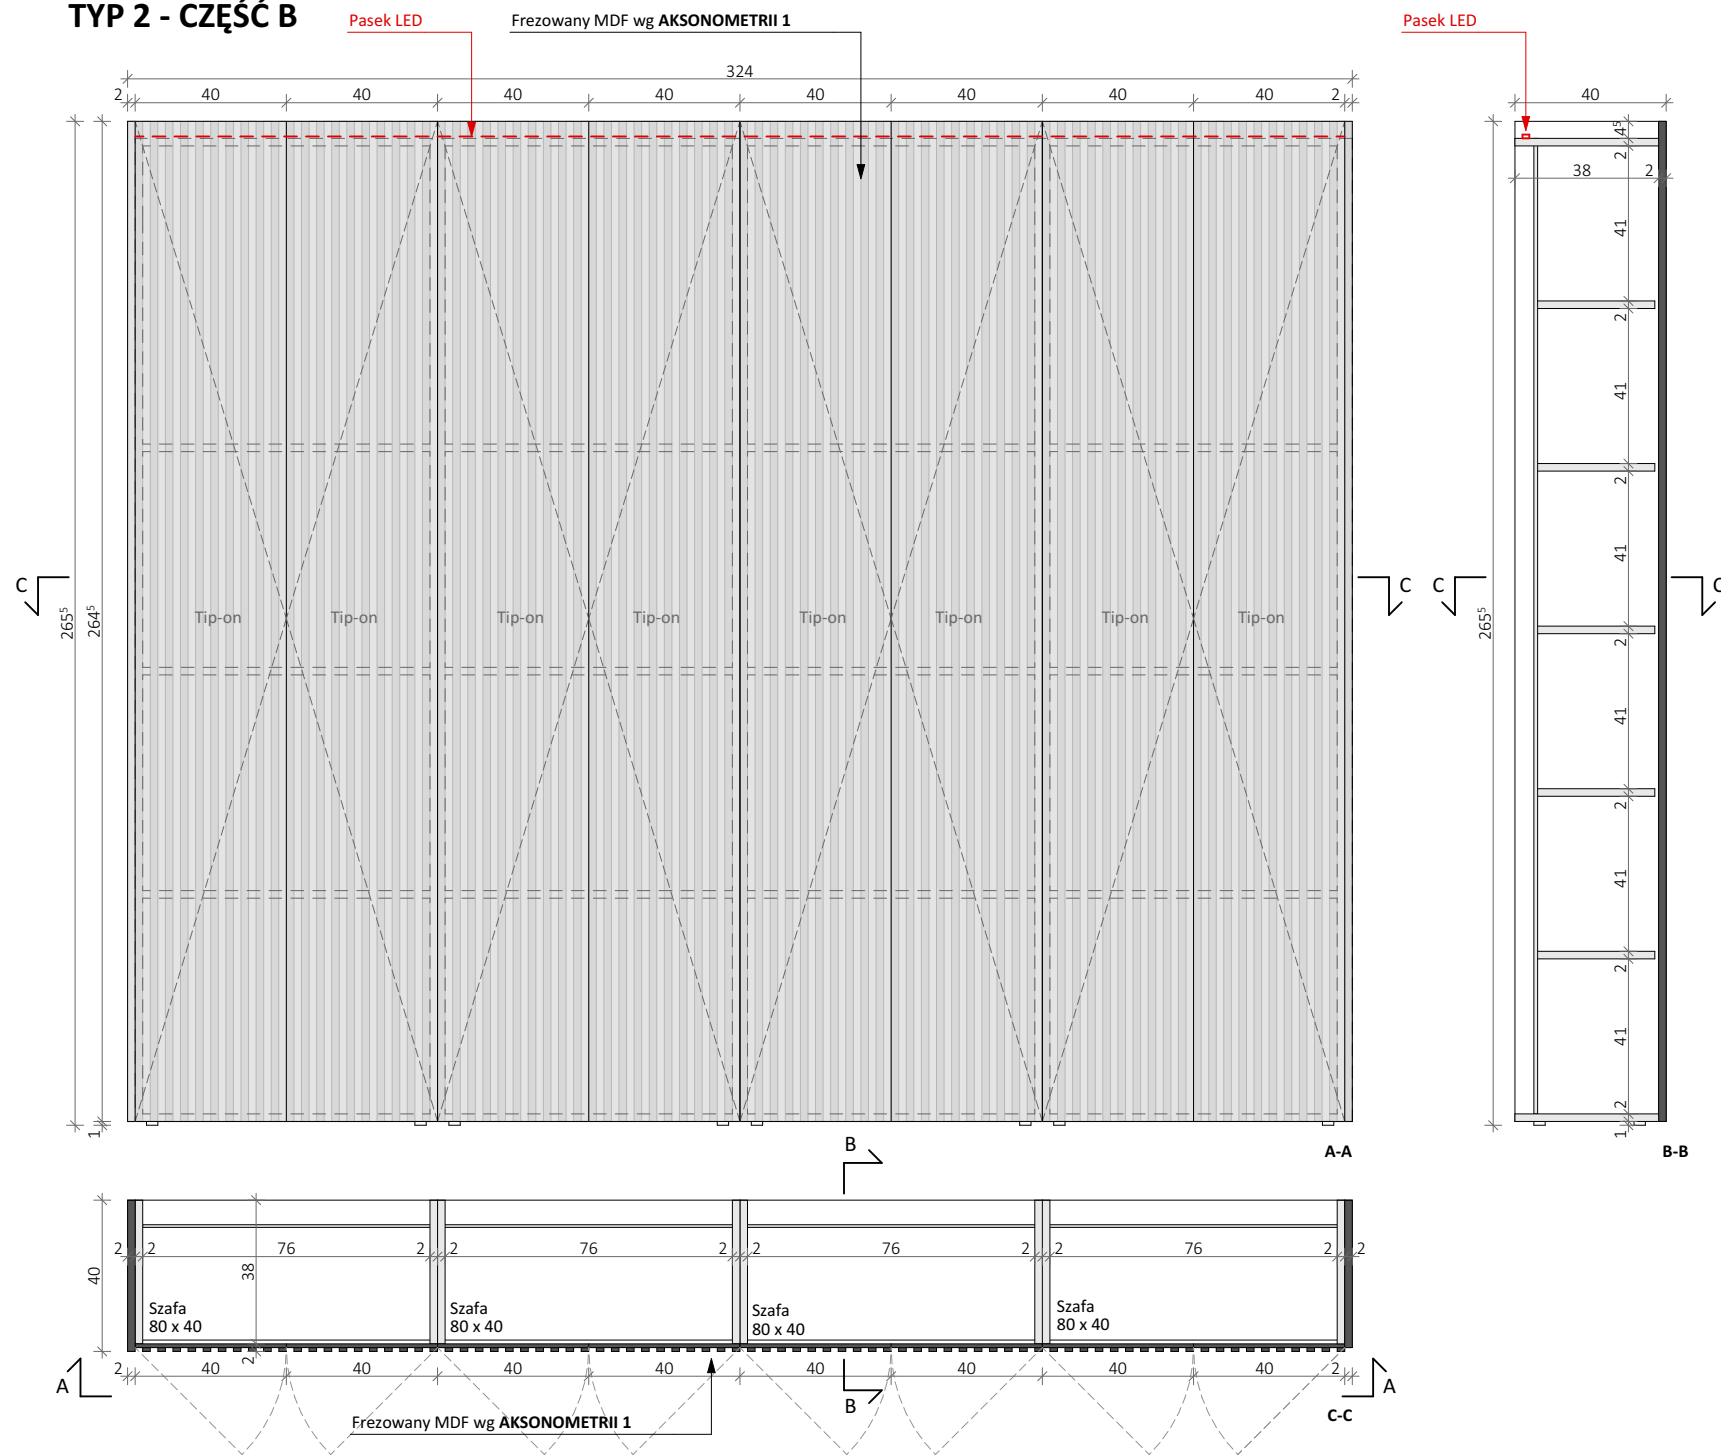 TYP 2 - CZĘŚĆ B
Pasek LED
Frezowany MDF wg AKSONOMETRII 1
Pasek LED
324
2 40 40 40 40 40 40 40 40 2
40
4⁵
2
38 2
41
2
41
2
41
2
41
2
41
2
41
2
1
C
C
C
C
265⁵
264⁵
265⁵
Tip-on Tip-on Tip-on Tip-on Tip-on Tip-on Tip-on Tip-on
1
B
A-A
B-B
2 2 76 2 2 76 2 2 76 2 2 76 2 2
40
38
Szafa
80 x 40
Szafa
80 x 40
Szafa
80 x 40
Szafa
80 x 40
2
2 40 40 40 40 40 40 40 40 2
A
A
B
C-C
Frezowany MDF wg AKSONOMETRII 1